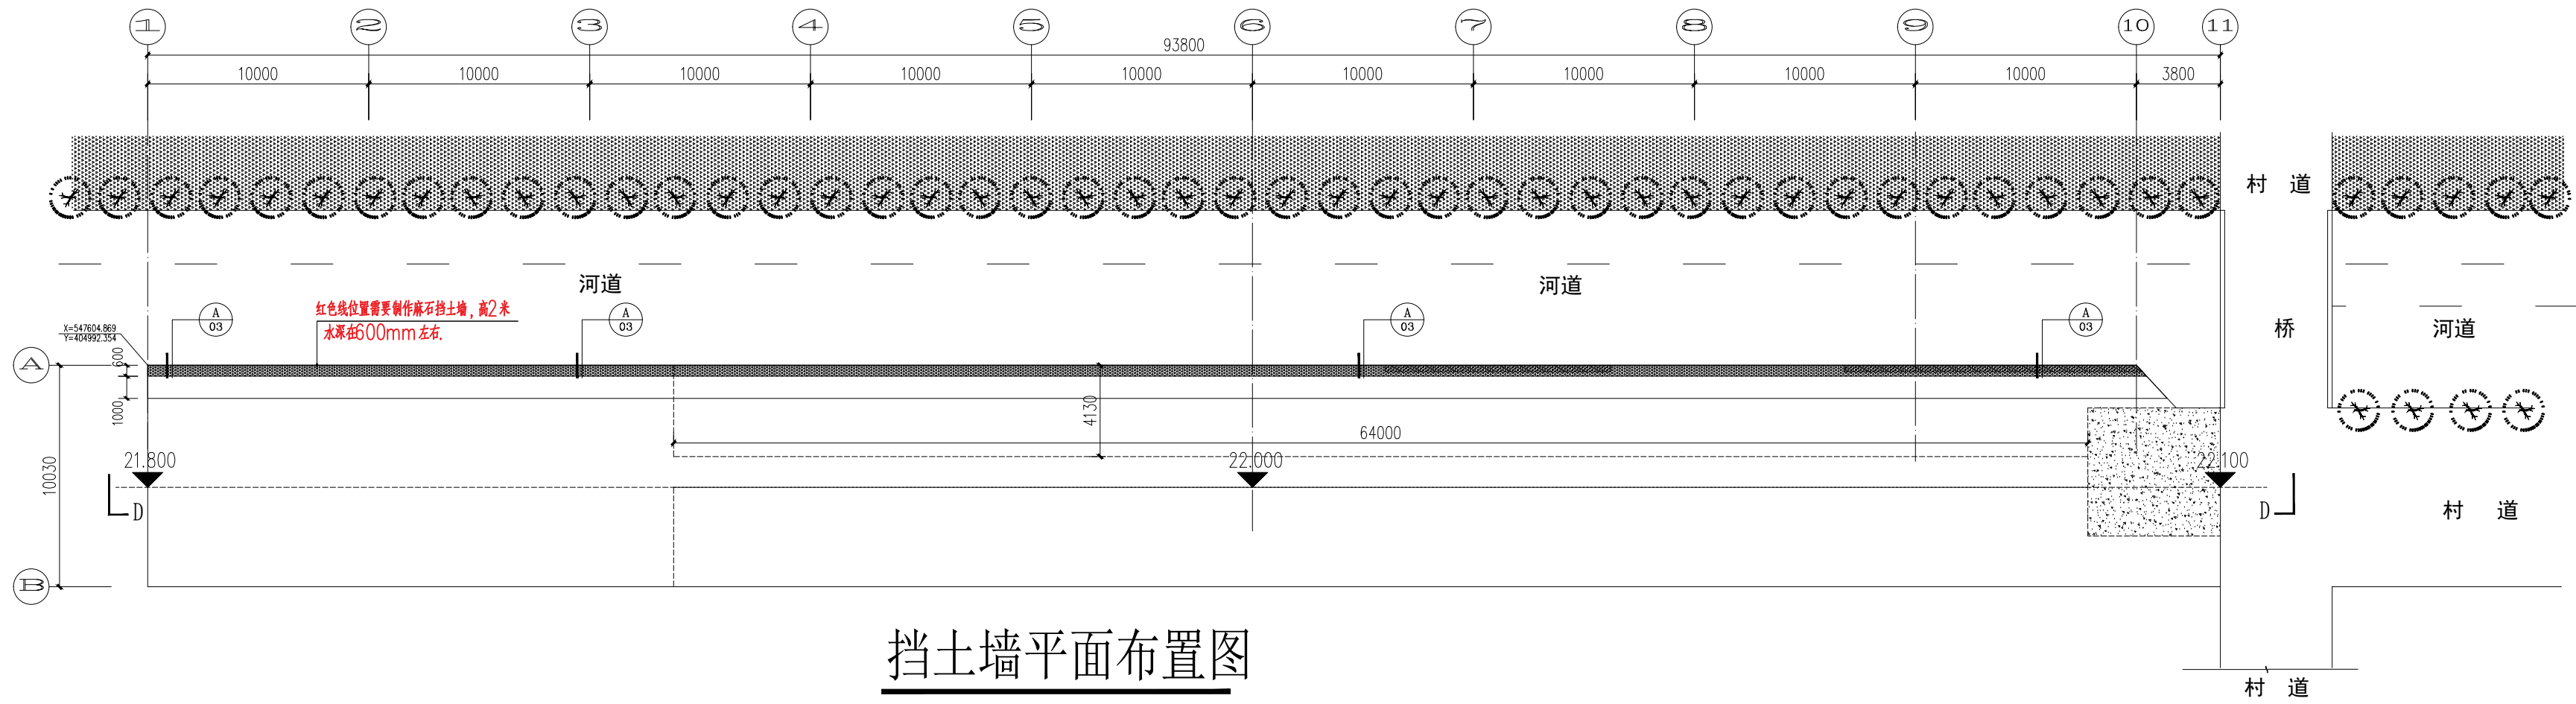 1 2 3 4 5 6 7 8 9 10 11
93800
10000 10000 10000 10000 10000 10000 10000 10000 10000 3800
村 道
河道 河道
红色线位置需要制作麻石挡土墙，高2米
水深在600mm左右.
A
03
A
03
A
03
A
03
桥
河道
X=547604.869
Y=404992.354
A
600
1000
4130
64000
10030
21.800
22.000
22.100
D
D
村 道
B
挡土墙平面布置图
村 道